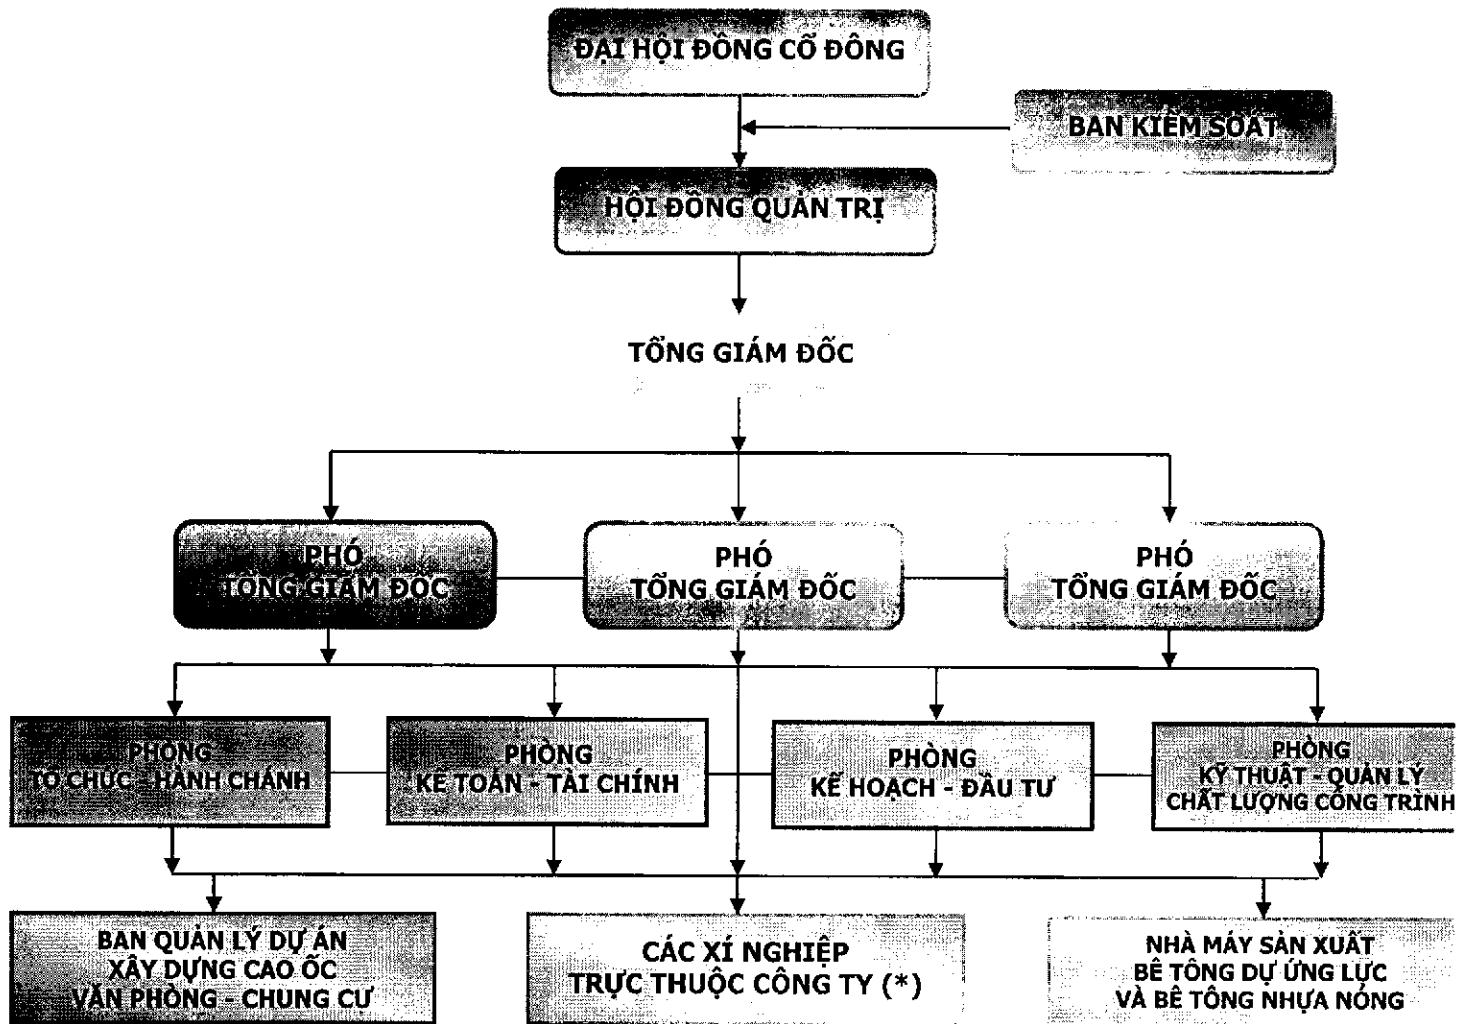 ĐẠI HỘI ĐỒNG CỔ ĐÔNG
BAN KIỂM SOÁT
HỘI ĐỒNG QUẢN TRỊ
TỔNG GIÁM ĐỐC
PHÓ
TỔNG GIÁM ĐỐC
PHÓ
TỔNG GIÁM ĐỐC
PHÓ
TỔNG GIÁM ĐỐC
PHÒNG
TỔ CHỨC - HÀNH CHÁNH
PHÒNG
KẾ TOÁN - TÀI CHÍNH
PHÒNG
KẾ HOẠCH - ĐẦU TƯ
PHÒNG
KỸ THUẬT - QUẢN LÝ
CHẤT LƯỢNG CÔNG TRÌNH
BAN QUẢN LÝ DỰ ÁN
XÂY DỰNG CAO ỐC
VĂN PHÒNG - CHUNG CƯ
CÁC XÍ NGHIỆP
TRỰC THUỘC CÔNG TY (*)
NHÀ MÁY SẢN XUẤT
BÊ TÔNG DỰ ỨNG LỰC
VÀ BÊ TÔNG NHỰA NÓNG